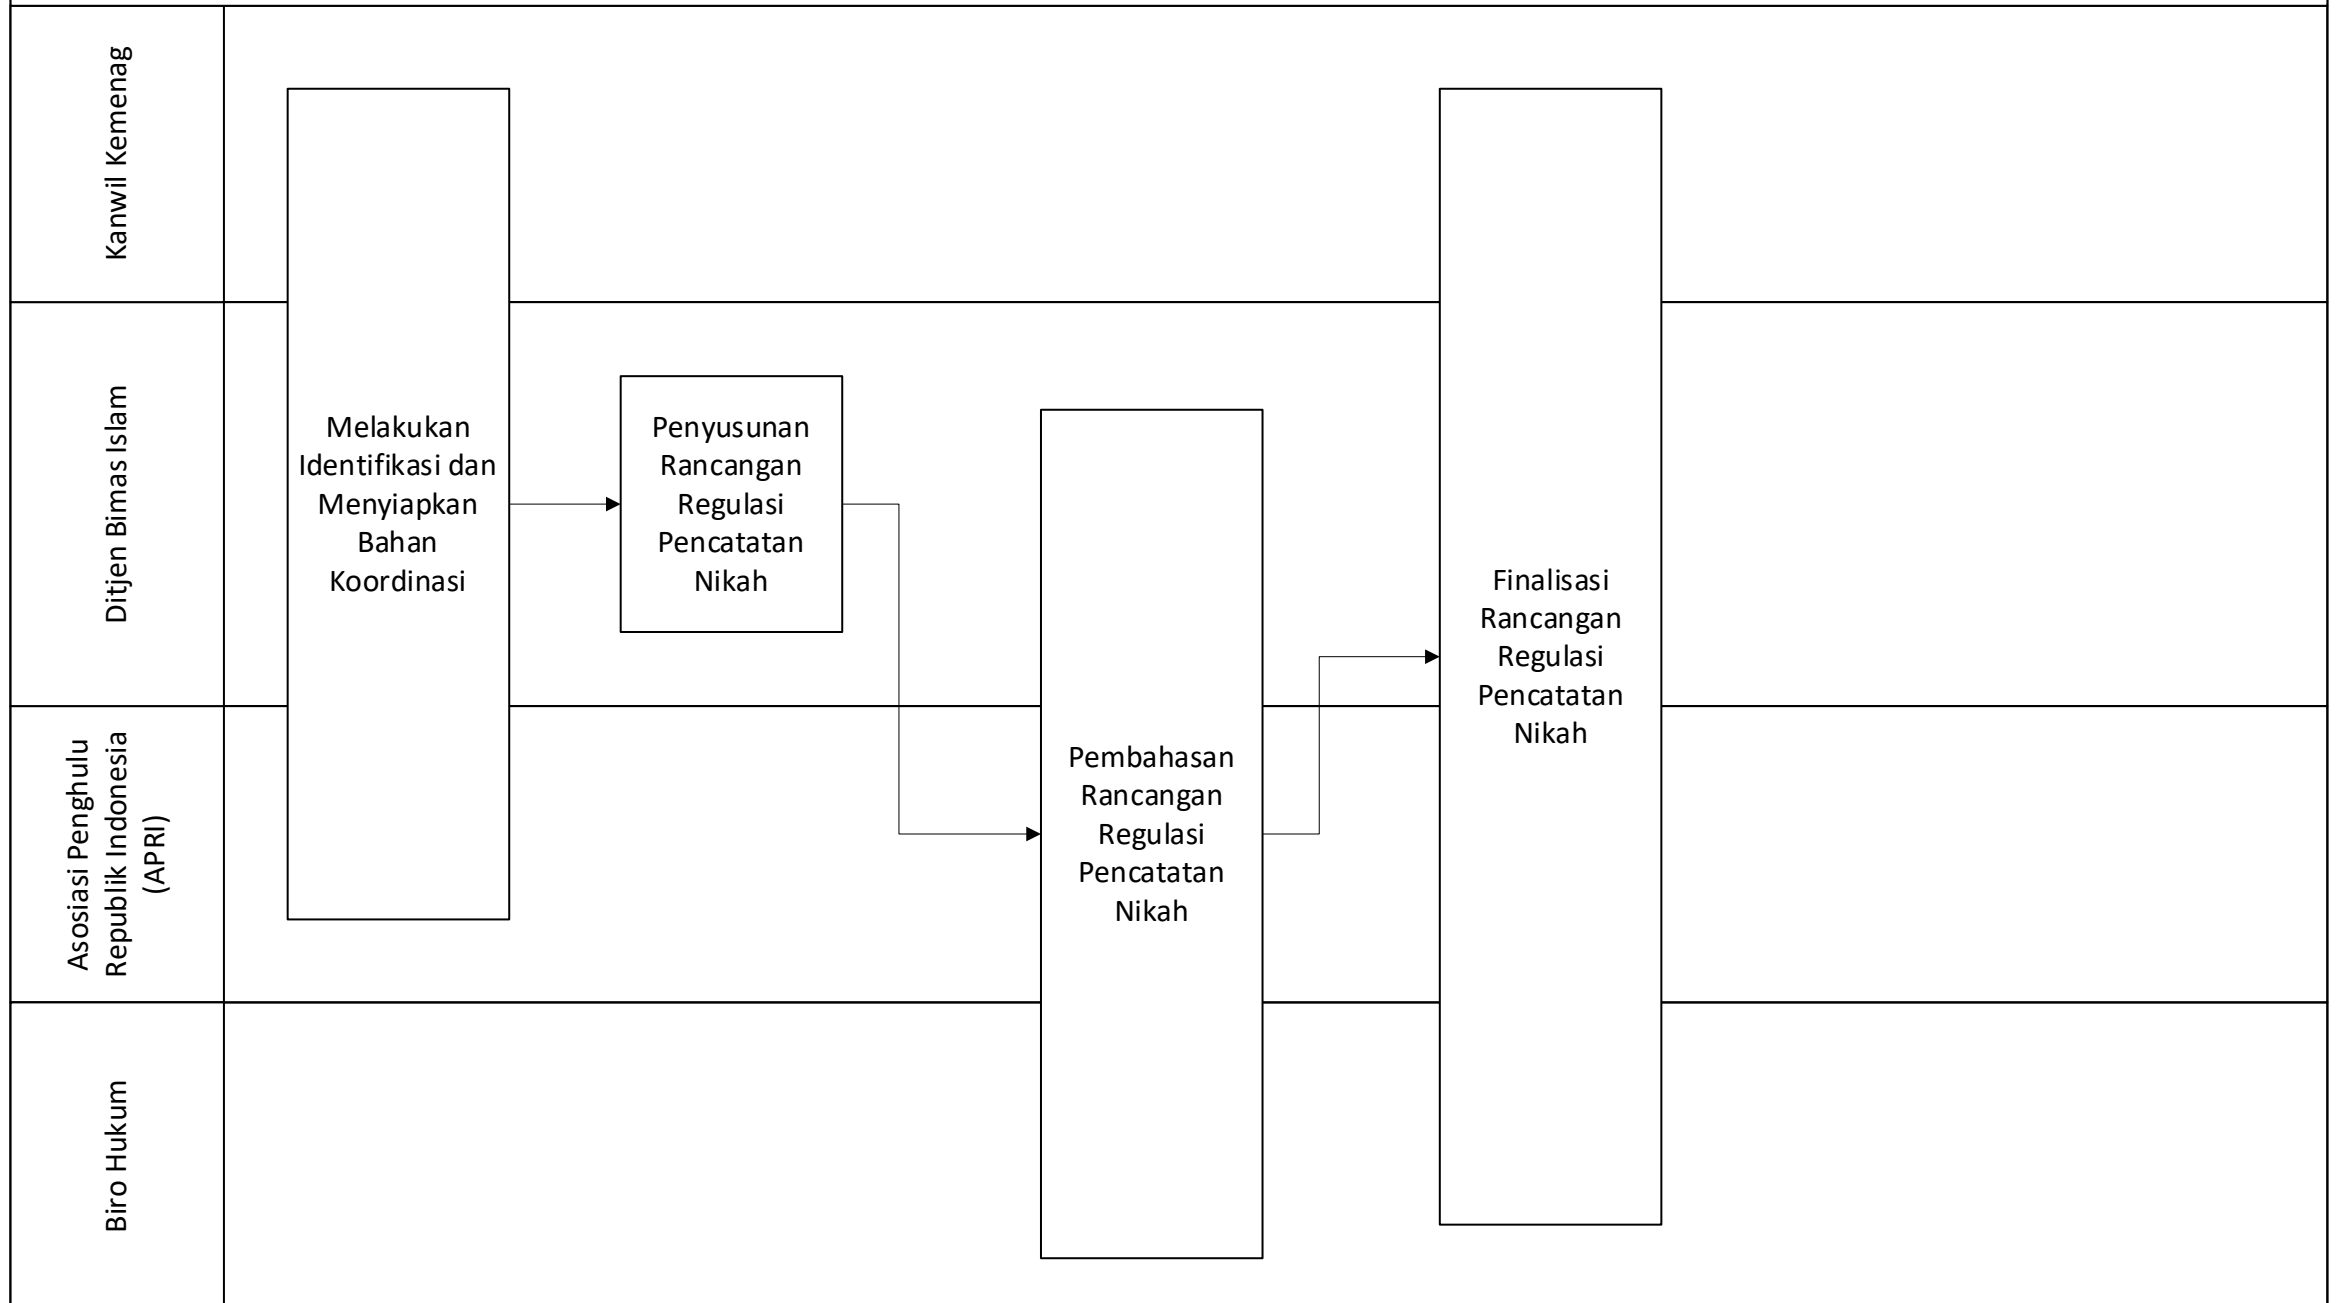 Kanwil Kemenag
Ditjen Bimas Islam
Asosiasi Penghulu
Republik Indonesia
(APRI)
Biro Hukum
Melakukan
Identifikasi dan
Menyiapkan
Bahan
Koordinasi
Penyusunan
Rancangan
Regulasi
Pencatatan
Nikah
Pembahasan
Rancangan
Regulasi
Pencatatan
Nikah
Finalisasi
Rancangan
Regulasi
Pencatatan
Nikah